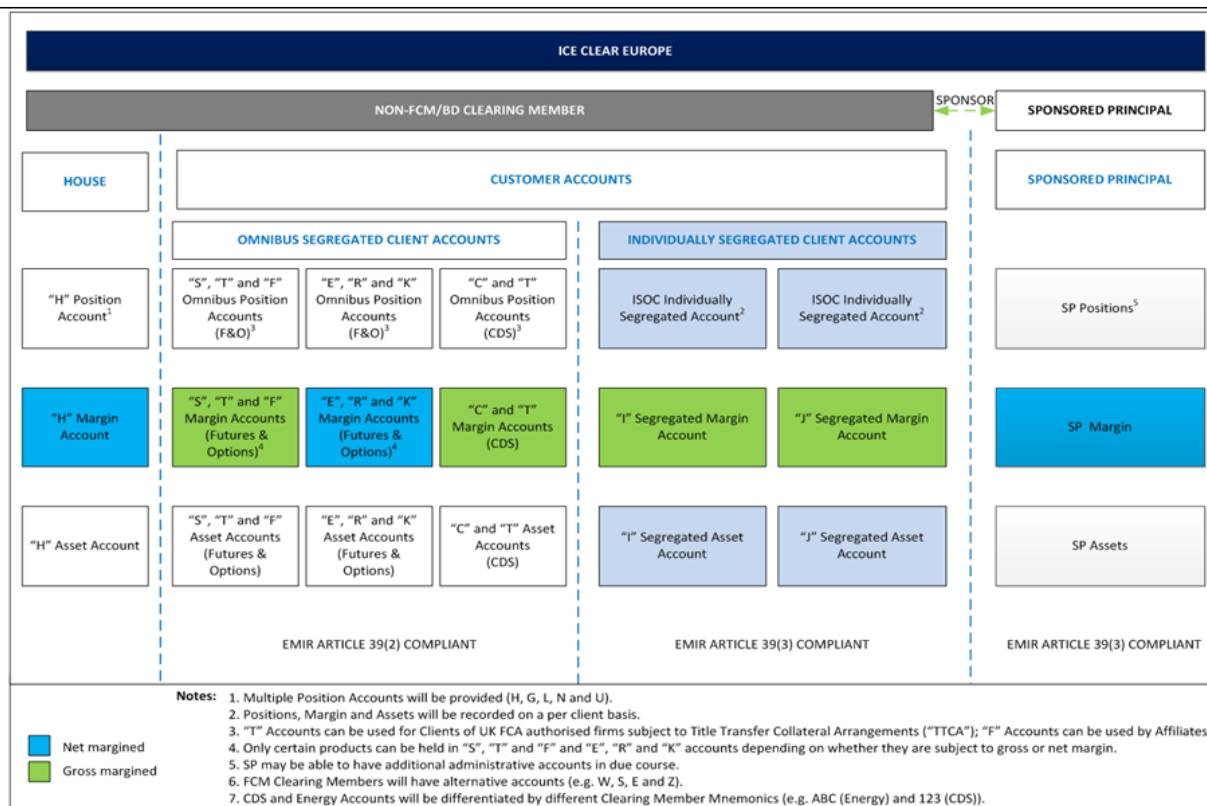 ICE CLEAR EUROPE
NON-FCM/BD CLEARING MEMBER
SPONSOR
SPONSORED PRINCIPAL
HOUSE
CUSTOMER ACCOUNTS
SPONSORED PRINCIPAL
OMNIBUS SEGREGATED CLIENT ACCOUNTS
INDIVIDUALLY SEGREGATED CLIENT ACCOUNTS
“H” Position
Account1
“S”, “T” and “F”
Omnibus Position
Accounts
(F&O)3
“E”, “R” and “K”
Omnibus Position
Accounts
(F&O)3
“C” and “T”
Omnibus Position
Accounts
(CDS)3
ISOC Individually
Segregated Account2
ISOC Individually
Segregated Account2
SP Positions5
“H” Margin
Account
“S”, “T” and “F”
Margin Accounts
(Futures &
Options)4
“E”, “R” and “K”
Margin Accounts
(Futures &
Options)4
“C” and “T”
Margin Accounts
(CDS)
“I” Segregated Margin
Account
“J” Segregated Margin
Account
SP Margin
“H” Asset Account
“S”, “T” and “F”
Asset Accounts
(Futures &
Options)
“E”, “R” and “K”
Asset Accounts
(Futures &
Options)
“C” and “T” Asset
Accounts
(CDS)
“I” Segregated Asset
Account
“J” Segregated Asset
Account
SP Assets
EMIR ARTICLE 39(2) COMPLIANT
EMIR ARTICLE 39(3) COMPLIANT
EMIR ARTICLE 39(3) COMPLIANT
Net margined
Gross margined
Notes: 1. Multiple Position Accounts will be provided (H, G, L, N and U).
2. Positions, Margin and Assets will be recorded on a per client basis.
3. “T” Accounts can be used for Clients of UK FCA authorised firms subject to Title Transfer Collateral Arrangements (“TTCA”); “F” Accounts can be used by Affiliates
4. Only certain products can be held in “S”, “T” and “F” and “E”, “R” and “K” accounts depending on whether they are subject to gross or net margin.
5. SP may be able to have additional administrative accounts in due course.
6. FCM Clearing Members will have alternative accounts (e.g. W, S, E and Z).
7. CDS and Energy Accounts will be differentiated by different Clearing Member Mnemonics (e.g. ABC (Energy) and 123 (CDS)).